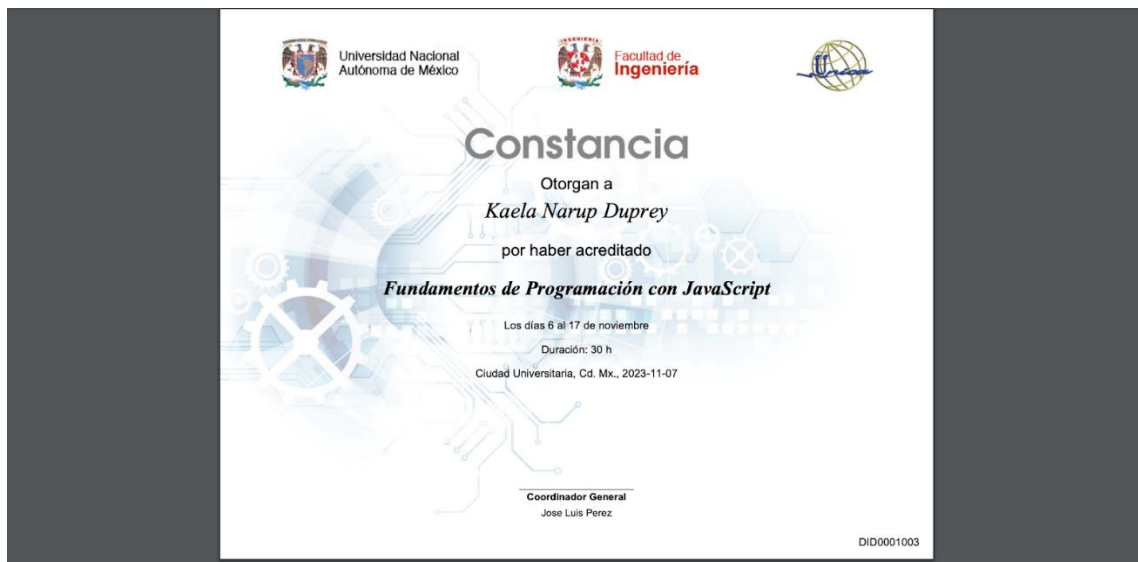 Universidad Nacional
Autónoma de México
INGENIERIA
Facultad de
Ingeniería
Unica
Constancia
Otorgan a
Kaela Narup Duprey
por haber acreditado
Fundamentos de Programación con JavaScript
Los días 6 al 17 de noviembre
Duración: 30 h
Ciudad Universitaria, Cd. Mx., 2023-11-07
Coordinador General
Jose Luis Perez
DID0001003